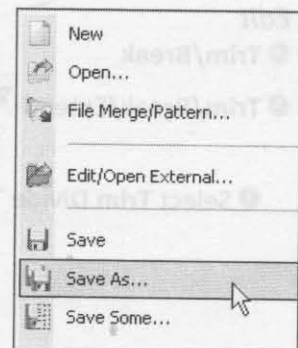 New
Open...
File Merge/Pattern...
Edit/Open External...
Save
Save As...
Save Some...